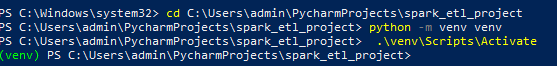 PS C:\Windows\system32> cd C:\Users\admin\PycharmProjects\spark_etl_project
PS C:\Users\admin\PycharmProjects\spark_etl_project> python -m venv venv
PS C:\Users\admin\PycharmProjects\spark_etl_project>  .\venv\Scripts\Activate
(venv) PS C:\Users\admin\PycharmProjects\spark_etl_project>